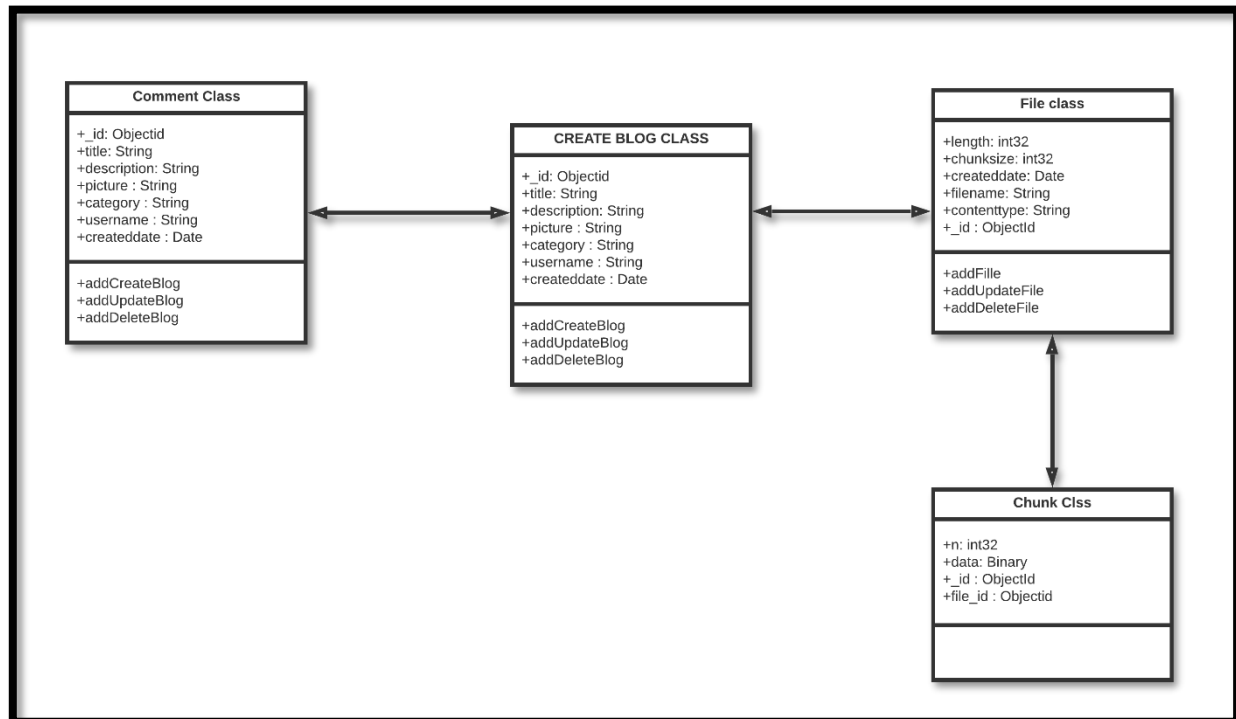 Comment Class
+_id: Objectid
+title: String
+description: String
+picture : String
+category : String
+username : String
+createddate : Date
+addCreateBlog
+addUpdateBlog
+addDeleteBlog
CREATE BLOG CLASS
+_id: Objectid
+title: String
+description: String
+picture : String
+category : String
+username : String
+createddate : Date
+addCreateBlog
+addUpdateBlog
+addDeleteBlog
File class
+length: int32
+chunksize: int32
+createddate: Date
+filename: String
+contenttype: String
+_id : ObjectId
+addFille
+addUpdateFile
+addDeleteFile
Chunk Clss
+n: int32
+data: Binary
+_id : ObjectId
+file_id : Objectid